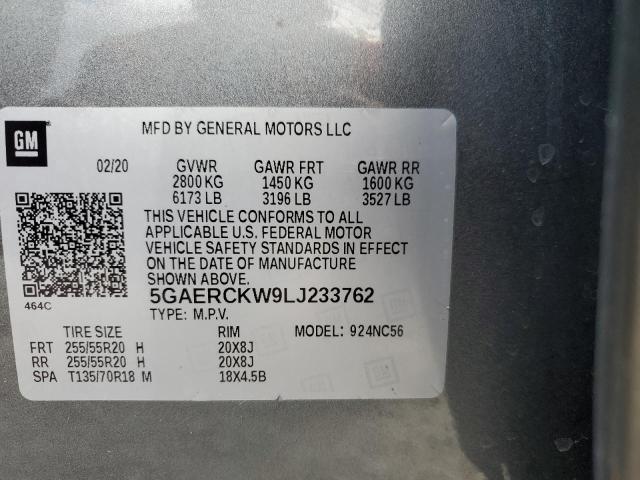 GM
MFD BY GENERAL MOTORS LLC
02/20 GVWR GAWR FRT GAWR RR
2800 KG 1450 KG 1600 KG
6173 LB 3196 LB 3527 LB
THIS VEHICLE CONFORMS TO ALL
APPLICABLE U.S. FEDERAL MOTOR
VEHICLE SAFETY STANDARDS IN EFFECT
ON THE DATE OF MANUFACTURE
SHOWN ABOVE.
464C
5GAERCKW9LJ233762
TYPE: M.P.V.
TIRE SIZE RIM MODEL: 924NC56
FRT 255/55R20 H 20X8J
RR 255/55R20 H 20X8J
SPA T135/70R18 M 18X4.5B